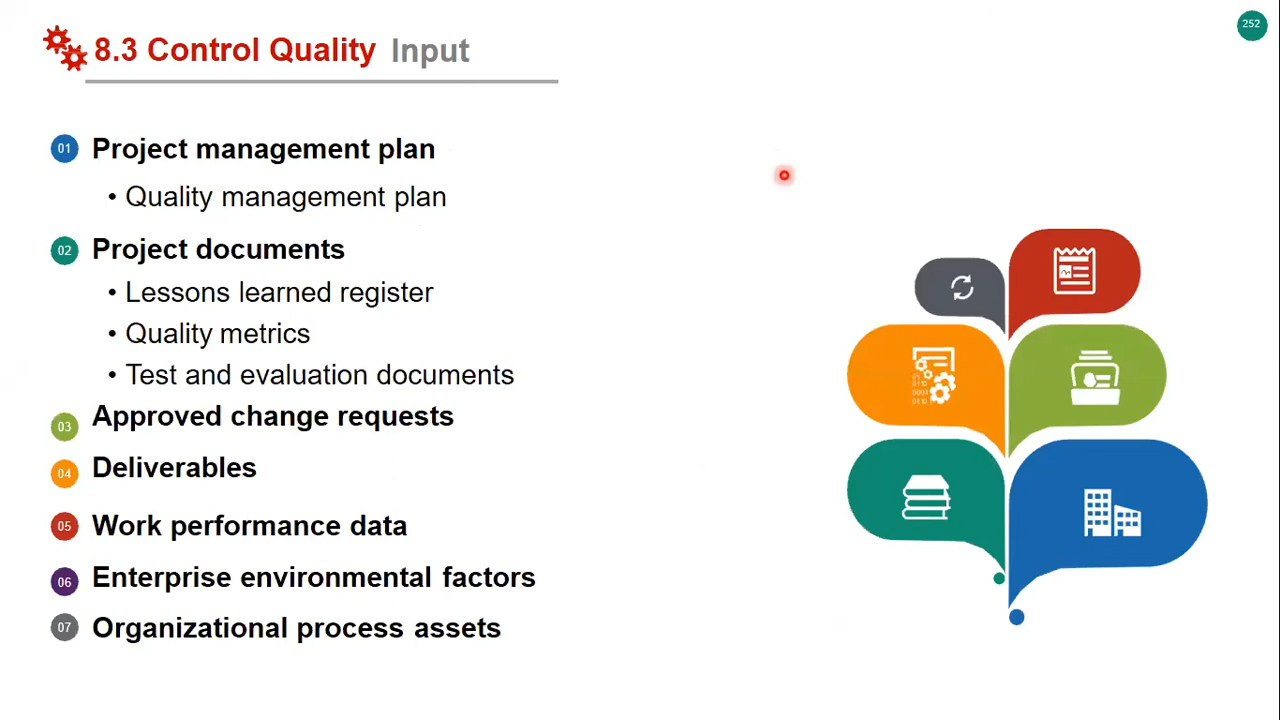 252
8.3 Control Quality Input
01 Project management plan
• Quality management plan
02 Project documents
• Lessons learned register
• Quality metrics
• Test and evaluation documents
03 Approved change requests
04 Deliverables
05 Work performance data
06 Enterprise environmental factors
07 Organizational process assets